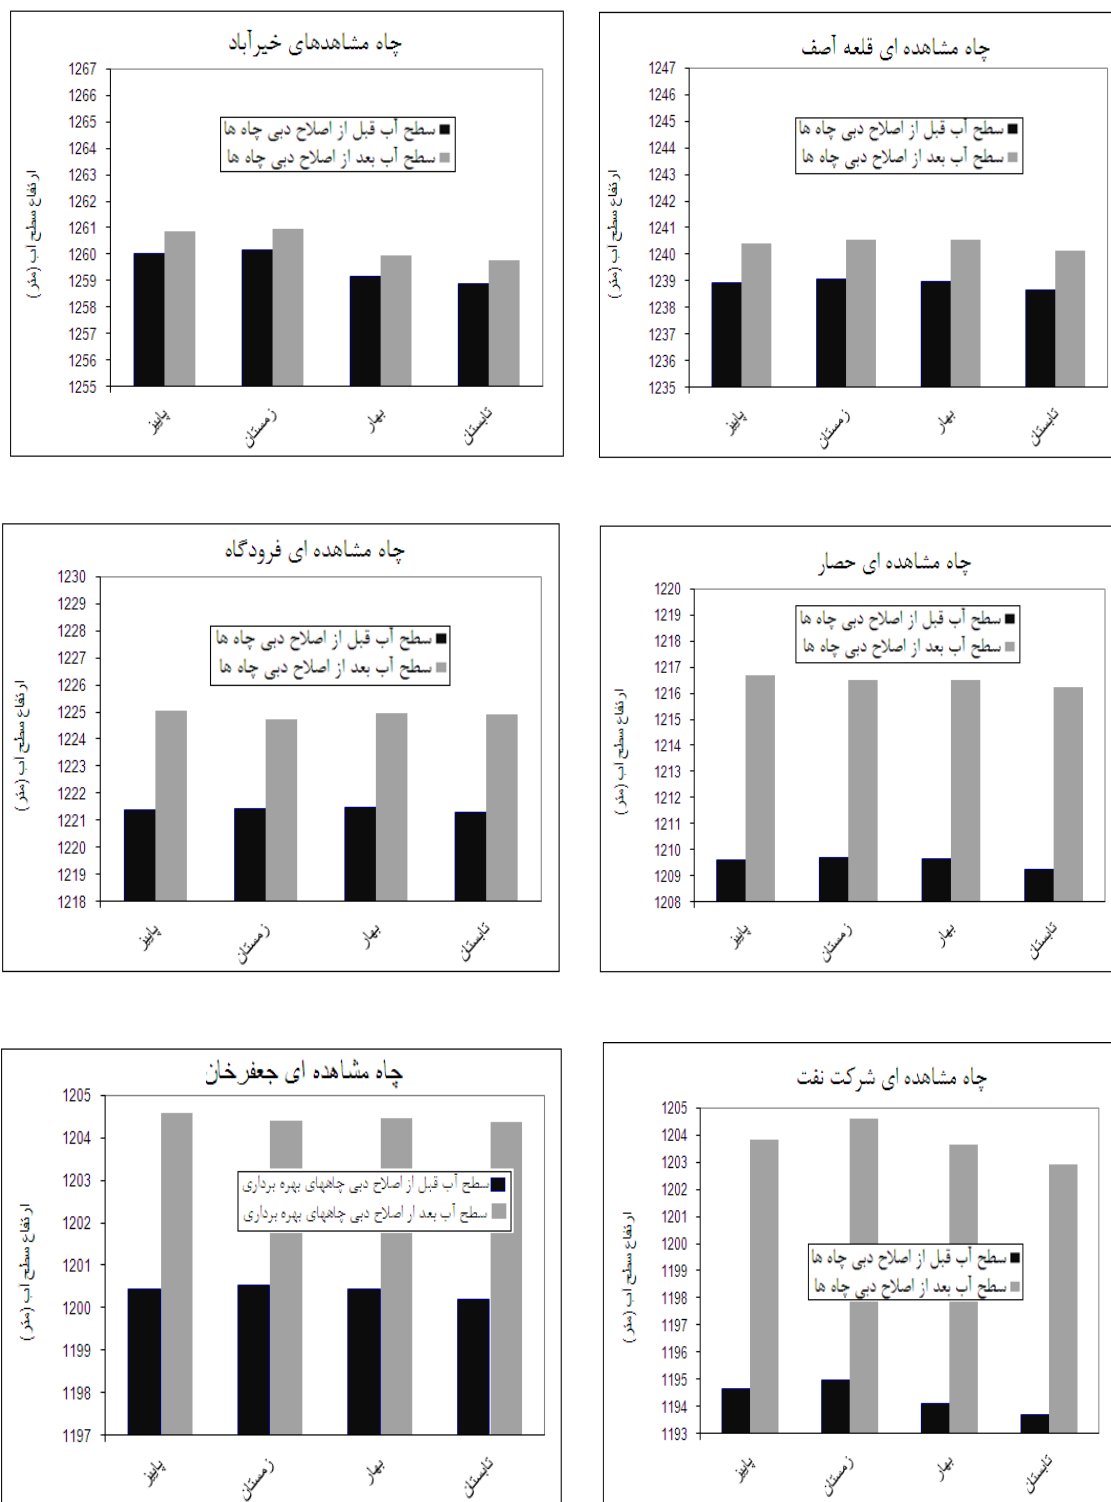 چاه مشاهدهای خیرآباد
ارتفاع سطح اب (متر )
1267
1266
1265
1264
1263
1262
1261
1260
1259
1258
1257
1256
1255
سطح آب قبل از اصلاح دبی چاه ها
سطح آب بعد از اصلاح دبی چاه ها
پاییز
زمستان
بهار
تابستان
چاه مشاهده ای قلعه آصف
ارتفاع سطح اب (متر )
1247
1246
1245
1244
1243
1242
1241
1240
1239
1238
1237
1236
1235
سطح آب قبل از اصلاح دبی چاه ها
سطح آب بعد از اصلاح دبی چاه ها
پاییز
زمستان
بهار
تابستان
چاه مشاهده ای فرودگاه
ارتفاع سطح اب (متر )
1230
1229
1228
1227
1226
1225
1224
1223
1222
1221
1220
1219
1218
سطح آب قبل از اصلاح دبی چاه ها
سطح آب بعد از اصلاح دبی چاه ها
پاییز
زمستان
بهار
تابستان
چاه مشاهده ای حصار
ارتفاع سطح اب (متر )
1220
1219
1218
1217
1216
1215
1214
1213
1212
1211
1210
1209
1208
سطح آب قبل از اصلاح دبی چاه ها
سطح آب بعد از اصلاح دبی چاه ها
پاییز
زمستان
بهار
تابستان
چاه مشاهده ای جعفرخان
ارتفاع سطح اب (متر )
1205
1204
1203
1202
1201
1200
1199
1198
1197
سطح آب قبل از اصلاح دبی چاههای بهره برداری
سطح آب بعد از اصلاح دبی چاههای بهره برداری
پاییز
زمستان
بهار
تابستان
چاه مشاهده ای شرکت نفت
ارتفاع سطح اب (متر )
1205
1204
1203
1202
1201
1200
1199
1198
1197
1196
1195
1194
1193
سطح آب قبل از اصلاح دبی چاه ها
سطح آب بعد از اصلاح دبی چاه ها
پاییز
زمستان
بهار
تابستان